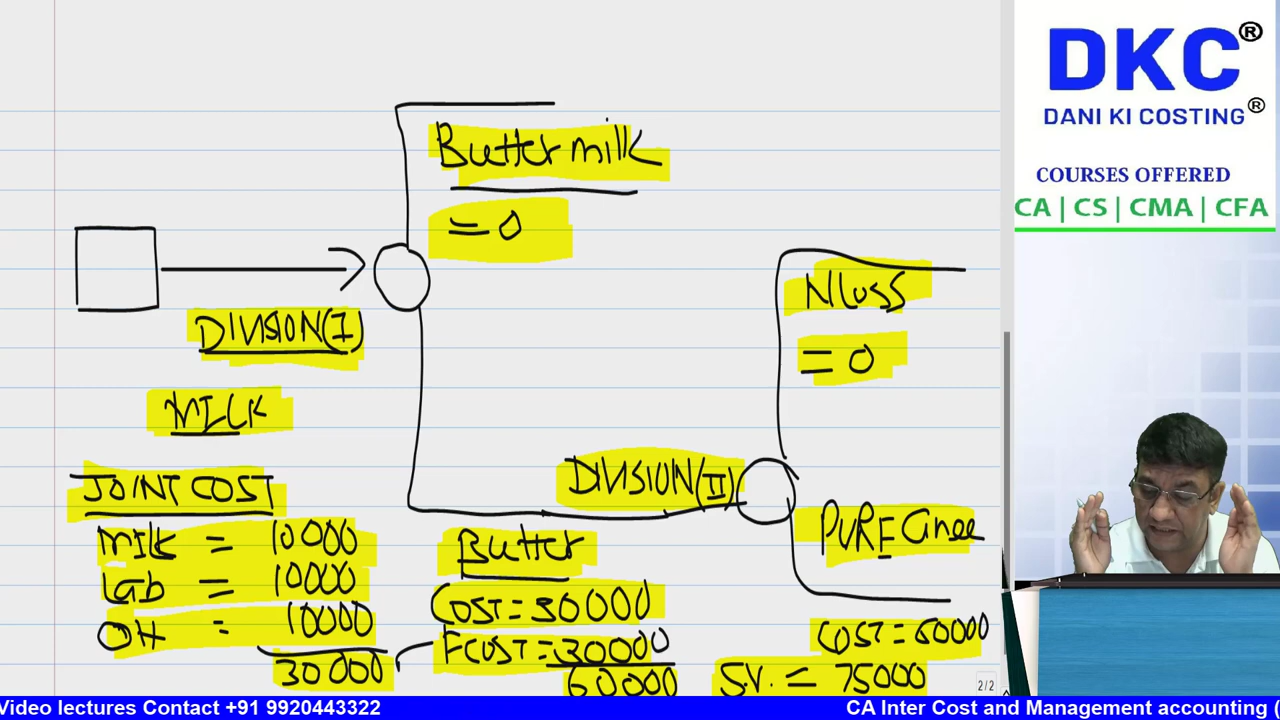 Butter milk
= 0
DIVISION(I)
MILK
JOINT COST
Milk = 10000
Lab = 10000
OH = 10000
30000
DIVISION(II)
Butter
COST = 30000
FCOST = 30000
60000
N Loss
= 0
PURE Ghee
COST = 60000
S.V. = 75000
2/2
DKC®
DANI KI COSTING®
COURSES OFFERED
CA | CS | CMA | CFA
Video lectures Contact +91 9920443322
CA Inter Cost and Management accounting (